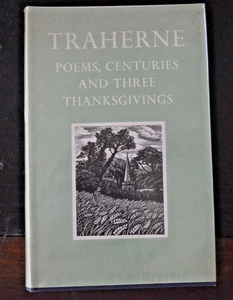 TRAHERNE
POEMS, CENTURIES
AND THREE
THANKSGIVINGS